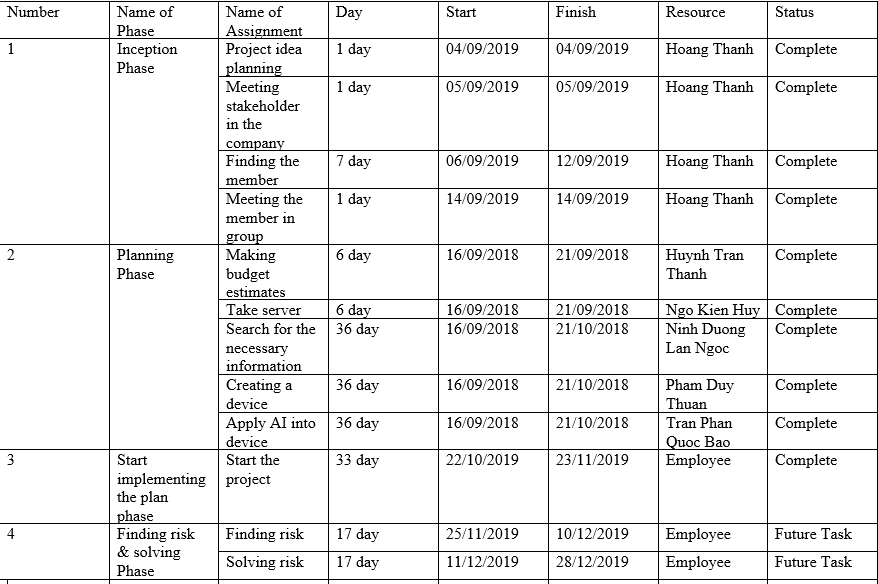 Number Name of Phase Name of Assignment Day Start Finish Resource Status
1 Inception Phase Project idea planning 1 day 04/09/2019 04/09/2019 Hoang Thanh Complete
Meeting stakeholder in the company 1 day 05/09/2019 05/09/2019 Hoang Thanh Complete
Finding the member 7 day 06/09/2019 12/09/2019 Hoang Thanh Complete
Meeting the member in group 1 day 14/09/2019 14/09/2019 Hoang Thanh Complete
2 Planning Phase Making budget estimates 6 day 16/09/2018 21/09/2018 Huynh Tran Thanh Complete
Take server 6 day 16/09/2018 21/09/2018 Ngo Kien Huy Complete
Search for the necessary information 36 day 16/09/2018 21/10/2018 Ninh Duong Lan Ngoc Complete
Creating a device 36 day 16/09/2018 21/10/2018 Pham Duy Thuan Complete
Apply AI into device 36 day 16/09/2018 21/10/2018 Tran Phan Quoc Bao Complete
3 Start implementing the plan phase Start the project 33 day 22/10/2019 23/11/2019 Employee Complete
4 Finding risk & solving Phase Finding risk 17 day 25/11/2019 10/12/2019 Employee Future Task
Solving risk 17 day 11/12/2019 28/12/2019 Employee Future Task